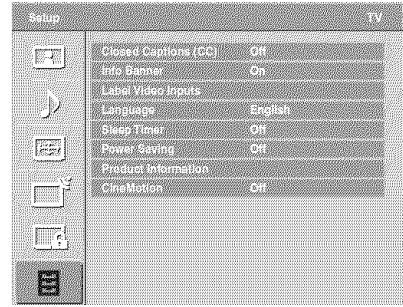 Setup TV
Closed Captions (CC) Off
Info Banner On
Label Video Inputs
Language English
Sleep Timer Off
Power Saving Off
Product Information
CineMotion Off